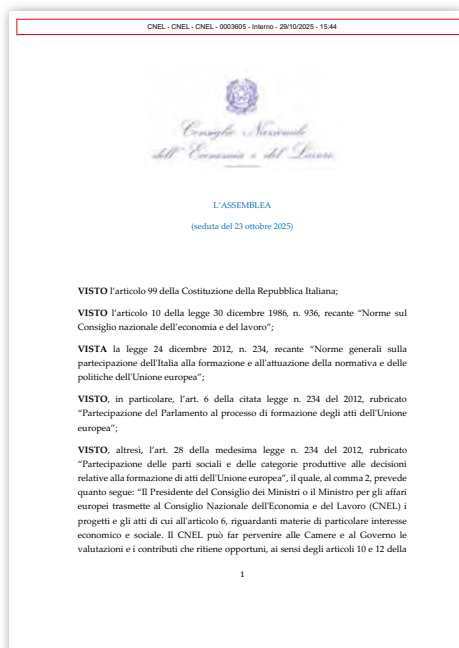 CNEL - CNEL - CNEL - 0003605 - Interno - 29/10/2025 - 15:44
Consiglio Nazionale
dell'Economia e del Lavoro
L'ASSEMBLEA
(seduta del 23 ottobre 2025)
VISTO l'articolo 99 della Costituzione della Repubblica Italiana;
VISTO l'articolo 10 della legge 30 dicembre 1986, n. 936, recante “Norme sul
Consiglio nazionale dell'economia e del lavoro”;
VISTA la legge 24 dicembre 2012, n. 234, recante “Norme generali sulla
partecipazione dell'Italia alla formazione e all'attuazione della normativa e delle
politiche dell'Unione europea”;
VISTO, in particolare, l'art. 6 della citata legge n. 234 del 2012, rubricato
“Partecipazione del Parlamento al processo di formazione degli atti dell'Unione
europea”;
VISTO, altresì, l'art. 28 della medesima legge n. 234 del 2012, rubricato
“Partecipazione delle parti sociali e delle categorie produttive alle decisioni
relative alla formazione di atti dell'Unione europea”, il quale, al comma 2, prevede
quanto segue: “Il Presidente del Consiglio dei Ministri o il Ministro per gli affari
europei trasmette al Consiglio Nazionale dell'Economia e del Lavoro (CNEL) i
progetti e gli atti di cui all'articolo 6, riguardanti materie di particolare interesse
economico e sociale. Il CNEL può far pervenire alle Camere e al Governo le
valutazioni e i contributi che ritiene opportuni, ai sensi degli articoli 10 e 12 della
1